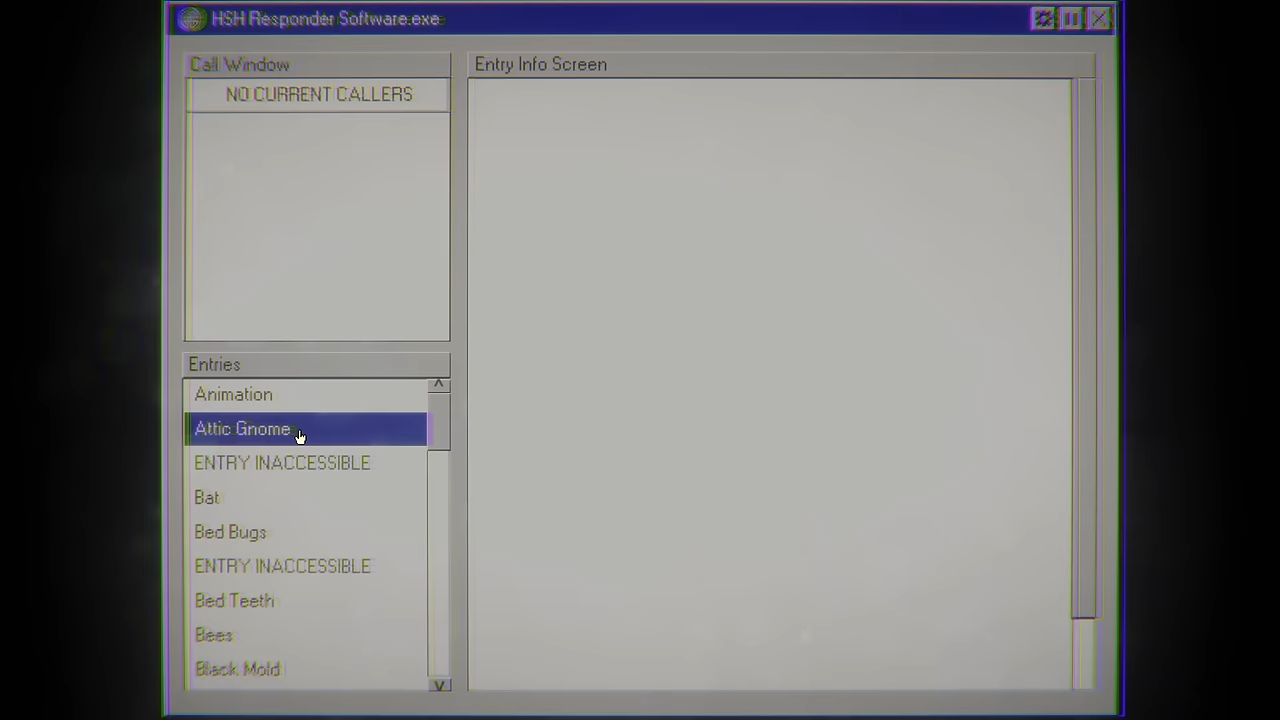 HSH Responder Software.exe
Call Window
NO CURRENT CALLERS
Entry Info Screen
Entries
Animation
Attic Gnome
ENTRY INACCESSIBLE
Bat
Bed Bugs
ENTRY INACCESSIBLE
Bed Teeth
Bees
Black Mold